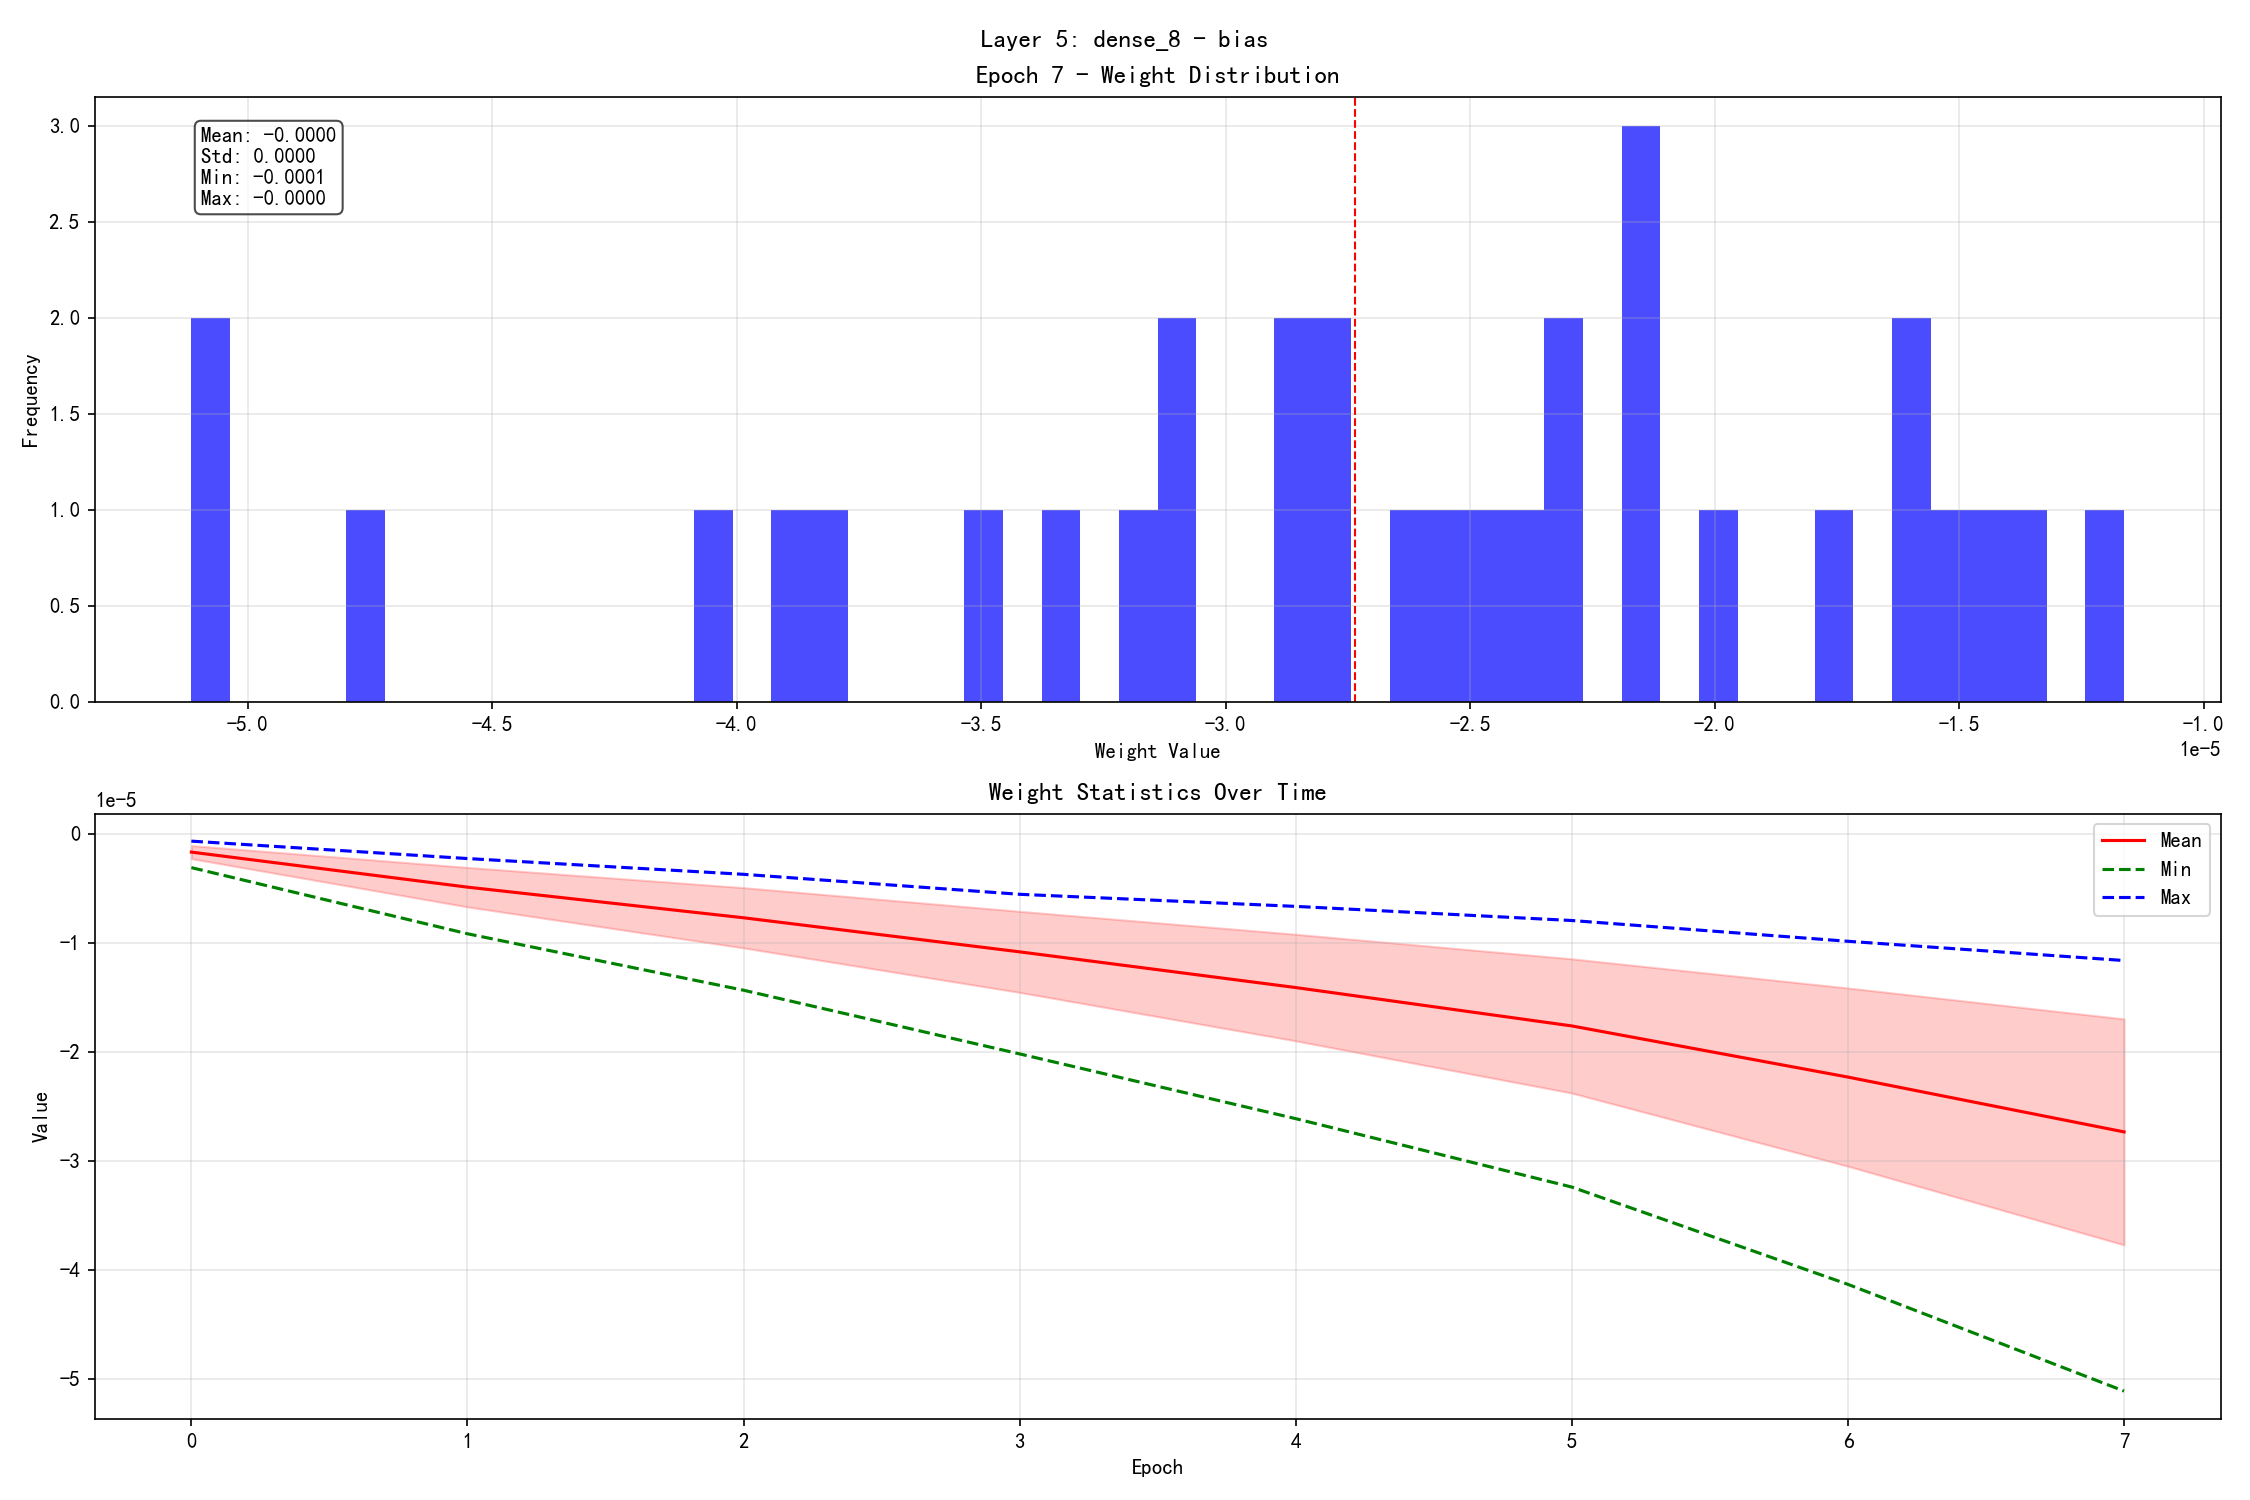 Layer 5: dense_8 - bias
Epoch 7 - Weight Distribution
3.0
2.5
2.0
1.5
1.0
0.5
0.0
Frequency
Mean: -0.0000
Std: 0.0000
Min: -0.0001
Max: -0.0000
-5.0 -4.5 -4.0 -3.5 -3.0 -2.5 -2.0 -1.5 -1.0
Weight Value
1e-5
Weight Statistics Over Time
1e-5
0
-1
-2
-3
-4
-5
Value
Mean
Min
Max
0 1 2 3 4 5 6 7
Epoch